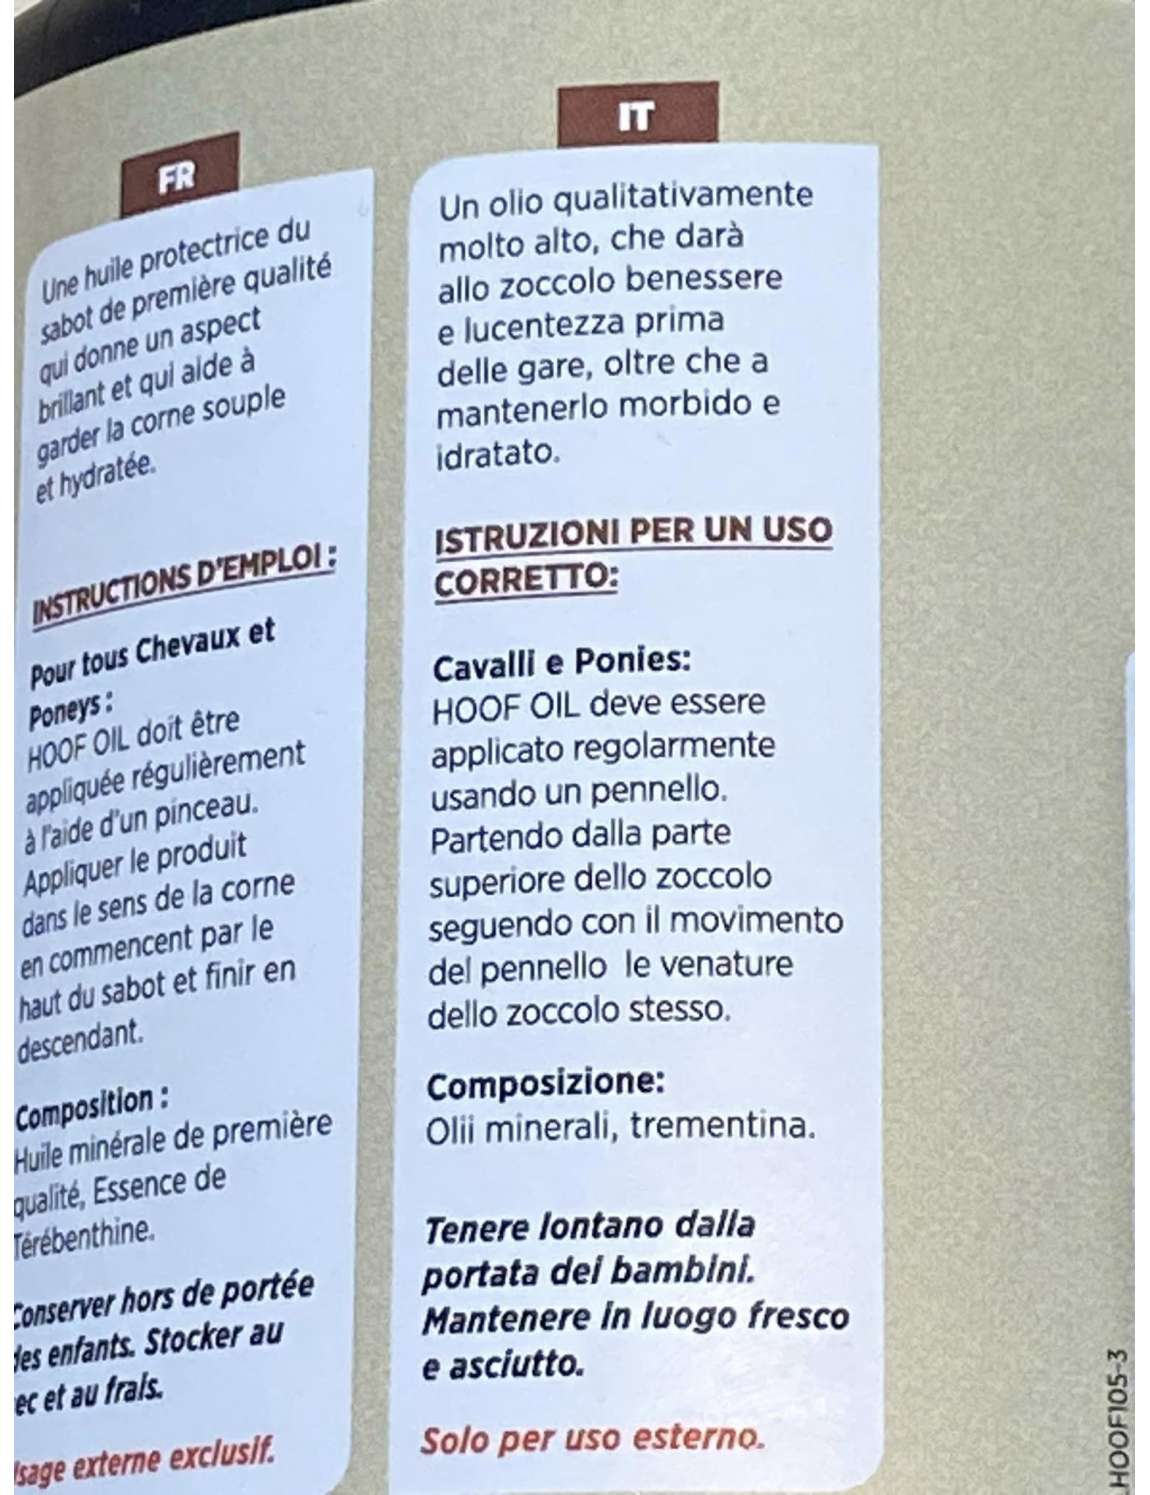 FR
Une huile protectrice du
sabot de première qualité
qui donne un aspect
brillant et qui aide à
garder la corne souple
et hydratée.
INSTRUCTIONS D'EMPLOI :
Pour tous Chevaux et
Poneys :
HOOF OIL doit être
appliquée régulièrement
à l'aide d'un pinceau.
Appliquer le produit
dans le sens de la corne
en commencent par le
haut du sabot et finir en
descendant.
Composition :
Huile minérale de première
qualité, Essence de
Térébenthine.
Conserver hors de portée
des enfants. Stocker au
ec et au frais.
sage externe exclusif.
IT
Un olio qualitativamente
molto alto, che darà
allo zoccolo benessere
e lucentezza prima
delle gare, oltre che a
mantenerlo morbido e
idratato.
ISTRUZIONI PER UN USO
CORRETTO:
Cavalli e Ponies:
HOOF OIL deve essere
applicato regolarmente
usando un pennello.
Partendo dalla parte
superiore dello zoccolo
seguendo con il movimento
del pennello le venature
dello zoccolo stesso.
Composizione:
Olii minerali, trementina.
Tenere lontano dalla
portata dei bambini.
Mantenere in luogo fresco
e asciutto.
Solo per uso esterno.
HOOF105-3